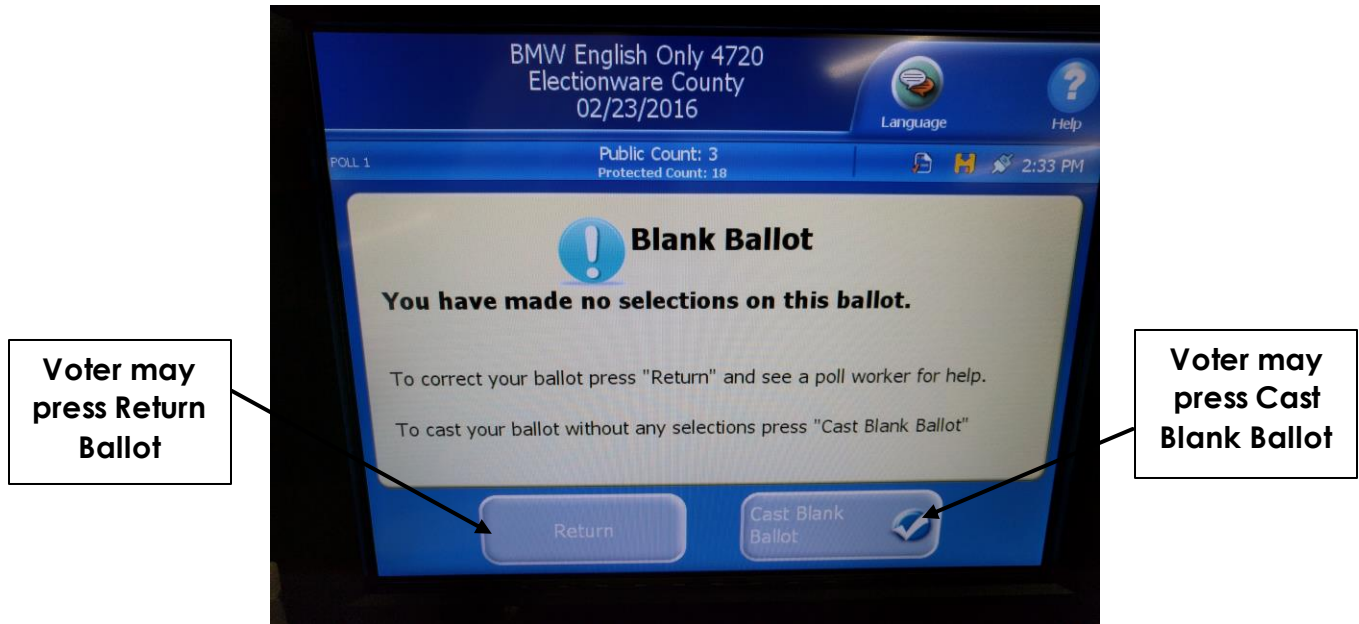 BMW English Only 4720
Electionware County
02/23/2016
Language
Help
POLL 1
Public Count: 3
Protected Count: 18
2:33 PM
Blank Ballot
You have made no selections on this ballot.
To correct your ballot press "Return" and see a poll worker for help.
To cast your ballot without any selections press "Cast Blank Ballot"
Return
Cast Blank
Ballot
Voter may
press Return
Ballot
Voter may
press Cast
Blank Ballot